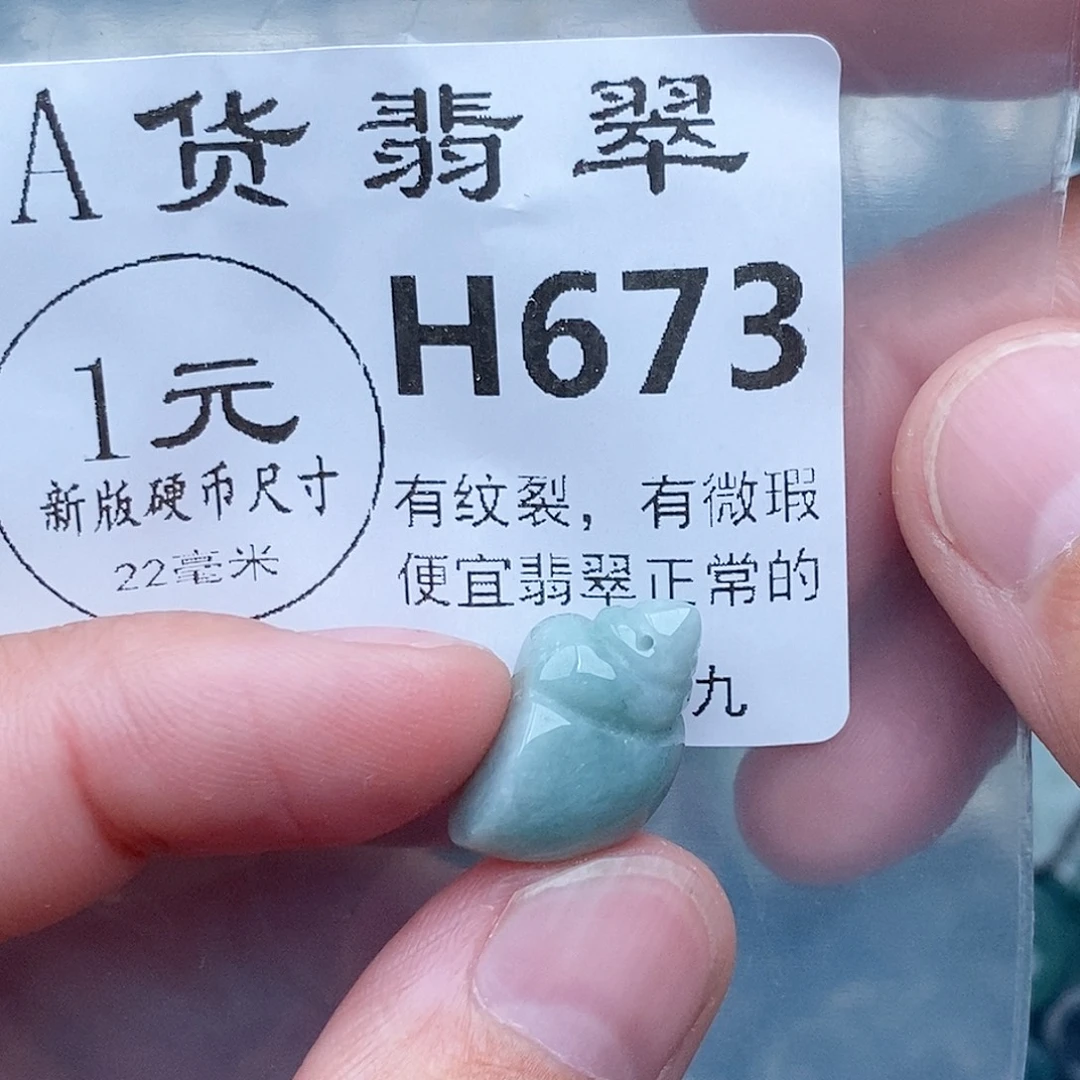 A货翡翠
H673
1元
新版硬币尺寸
22毫米
有纹裂，有微瑕
便宜翡翠正常的
九